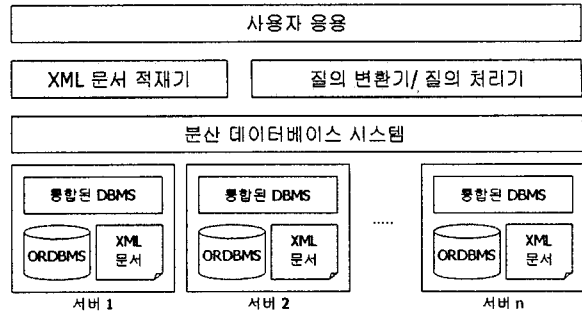 사용자 응용
XML 문서 적재기
질의 변환기/ 질의 처리기
분산 데이터베이스 시스템
통합된 DBMS
ORDBMS
XML
문서
서버 1
통합된 DBMS
ORDBMS
XML
문서
서버 2
.....
통합된 DBMS
ORDBMS
XML
문서
서버 n